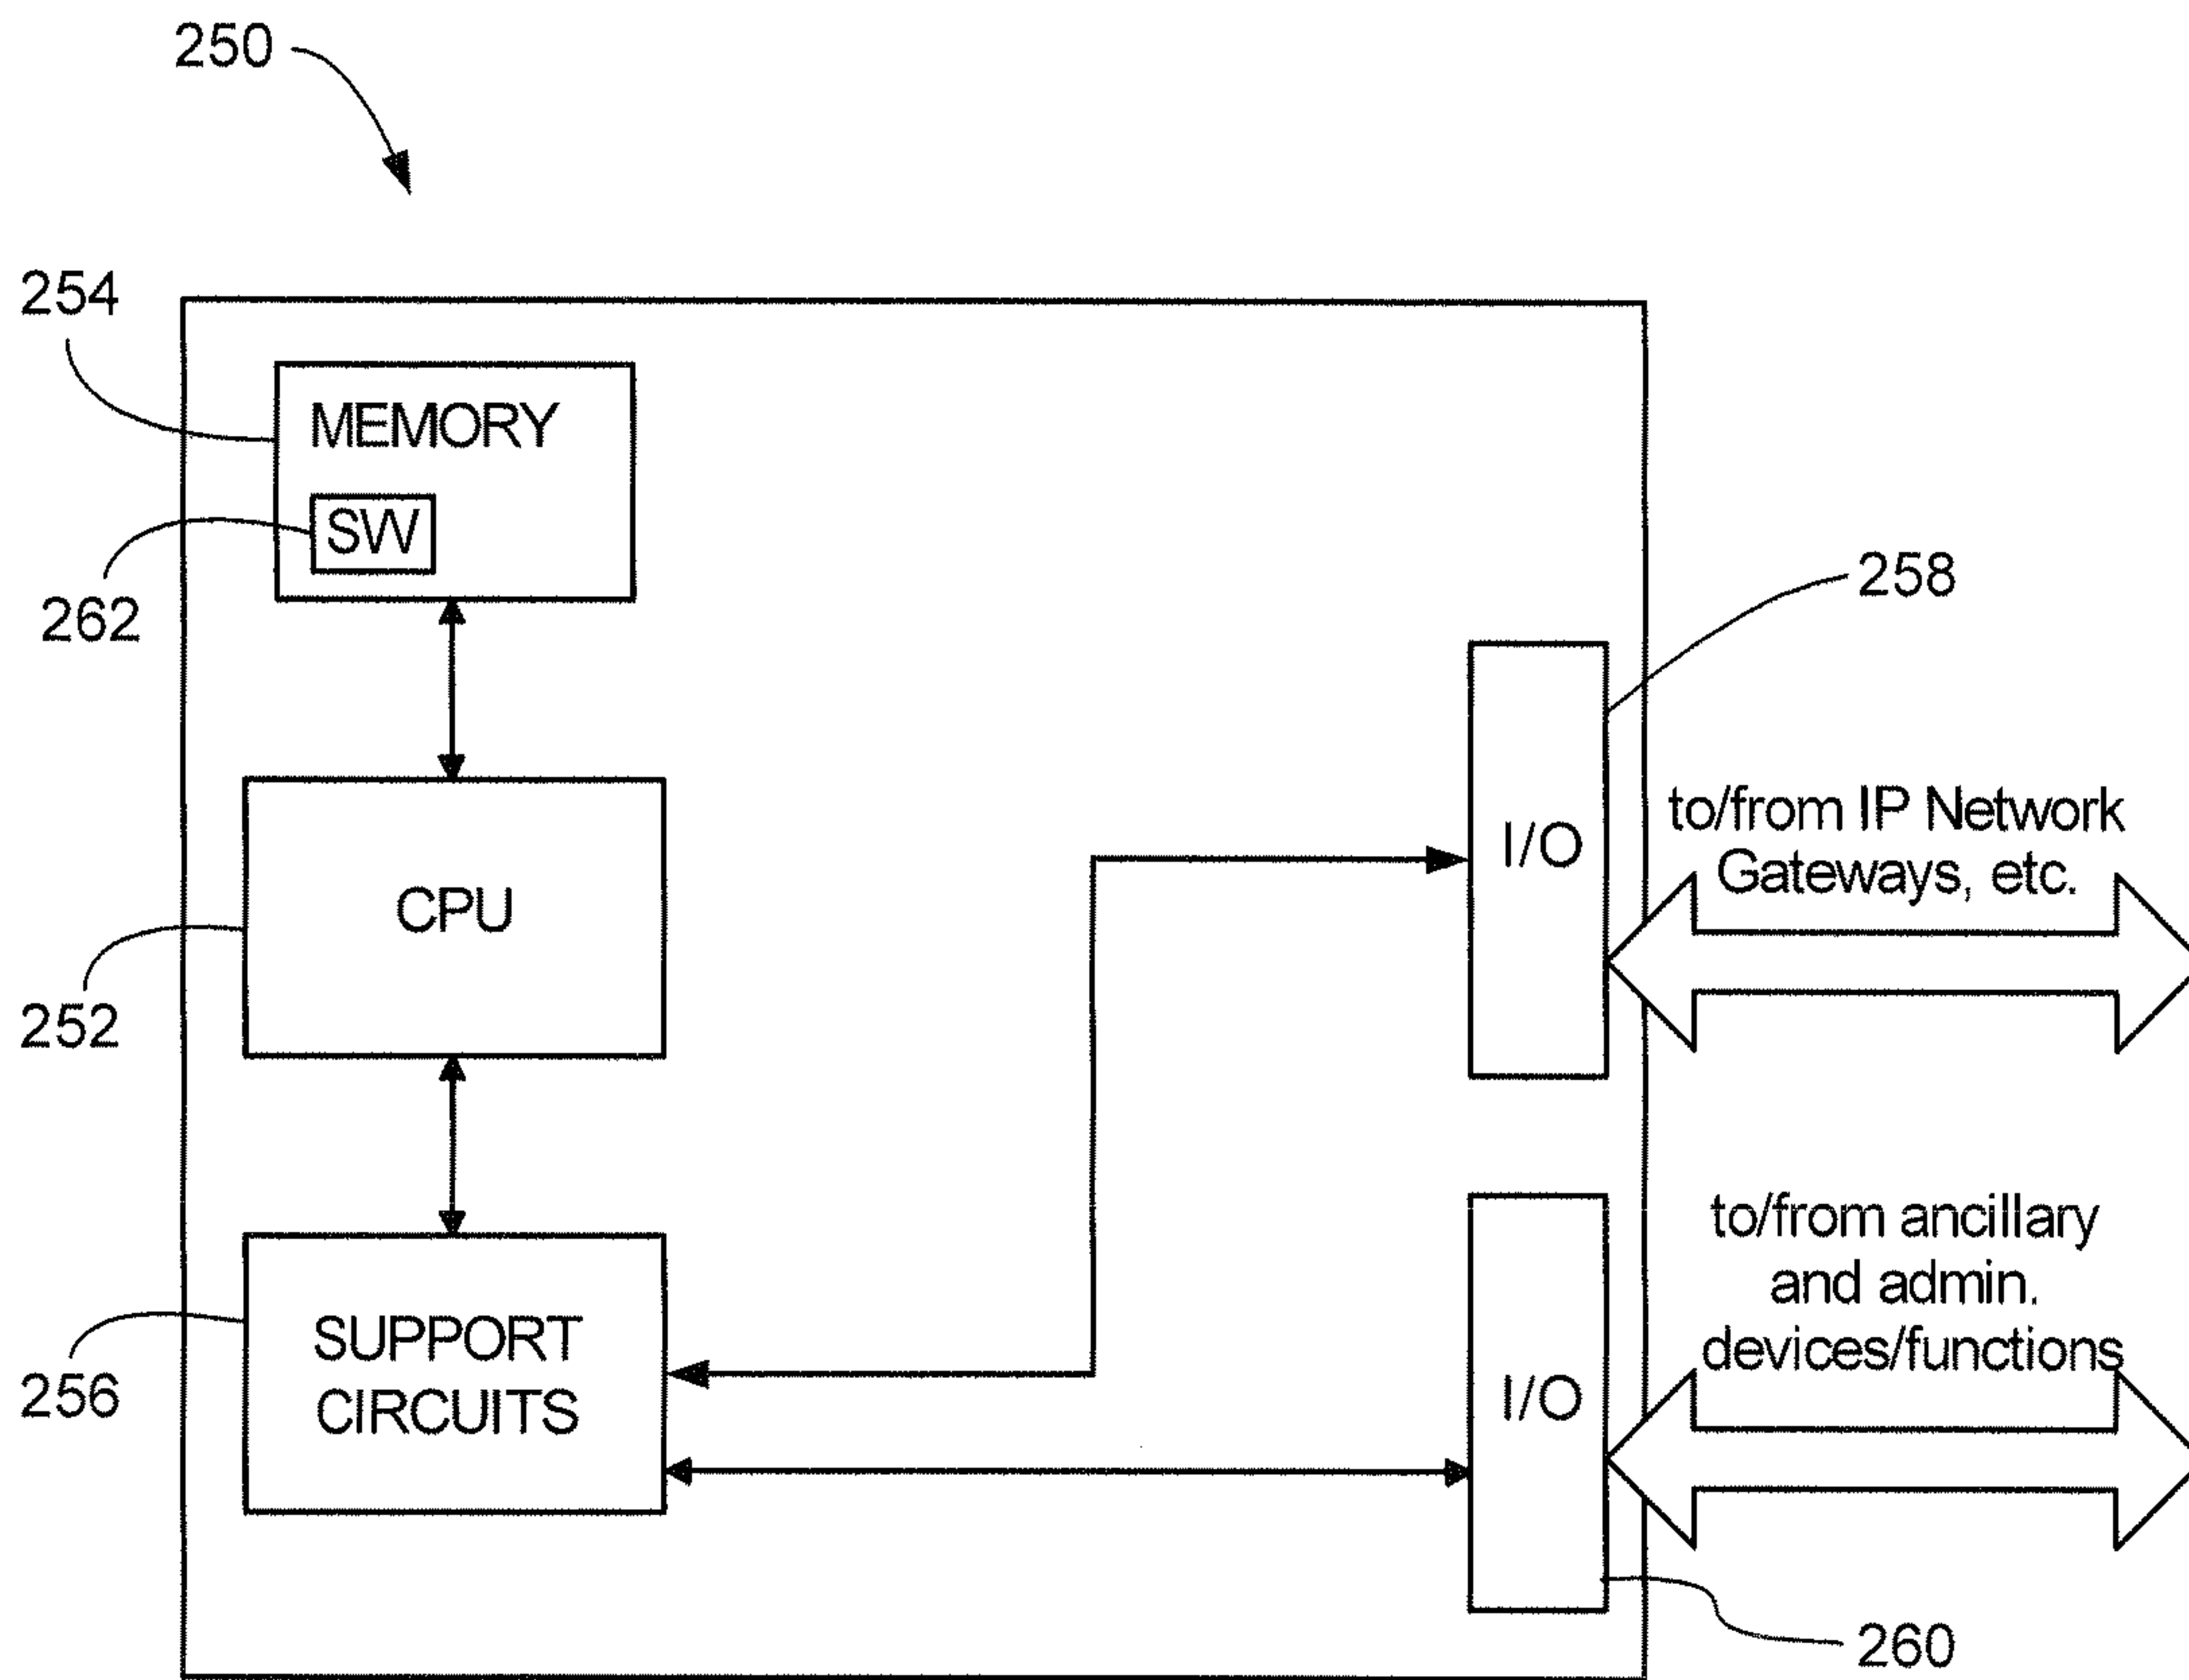 250
254
MEMORY
SW
262
258
to/from IP Network
Gateways, etc.
I/O
CPU
252
to/from ancillary
and admin.
devices/functions
SUPPORT
CIRCUITS
I/O
256
260